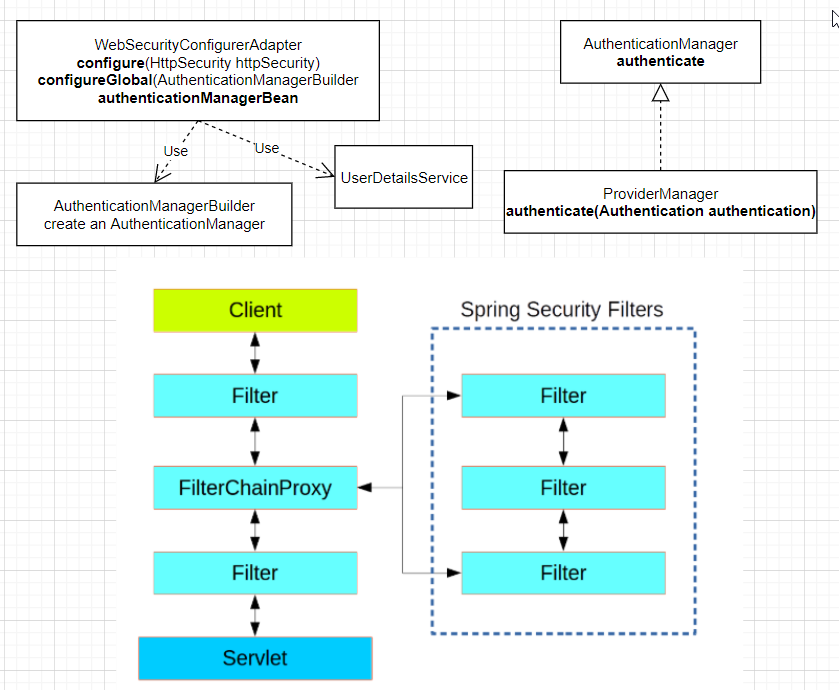 WebSecurityConfigurerAdapter
configure(HttpSecurity httpSecurity)
configureGlobal(AuthenticationManagerBuilder
authenticationManagerBean
AuthenticationManager
authenticate
Use
Use
UserDetailsService
AuthenticationManagerBuilder
create an AuthenticationManager
ProviderManager
authenticate(Authentication authentication)
Client
Filter
FilterChainProxy
Filter
Servlet
Spring Security Filters
Filter
Filter
Filter